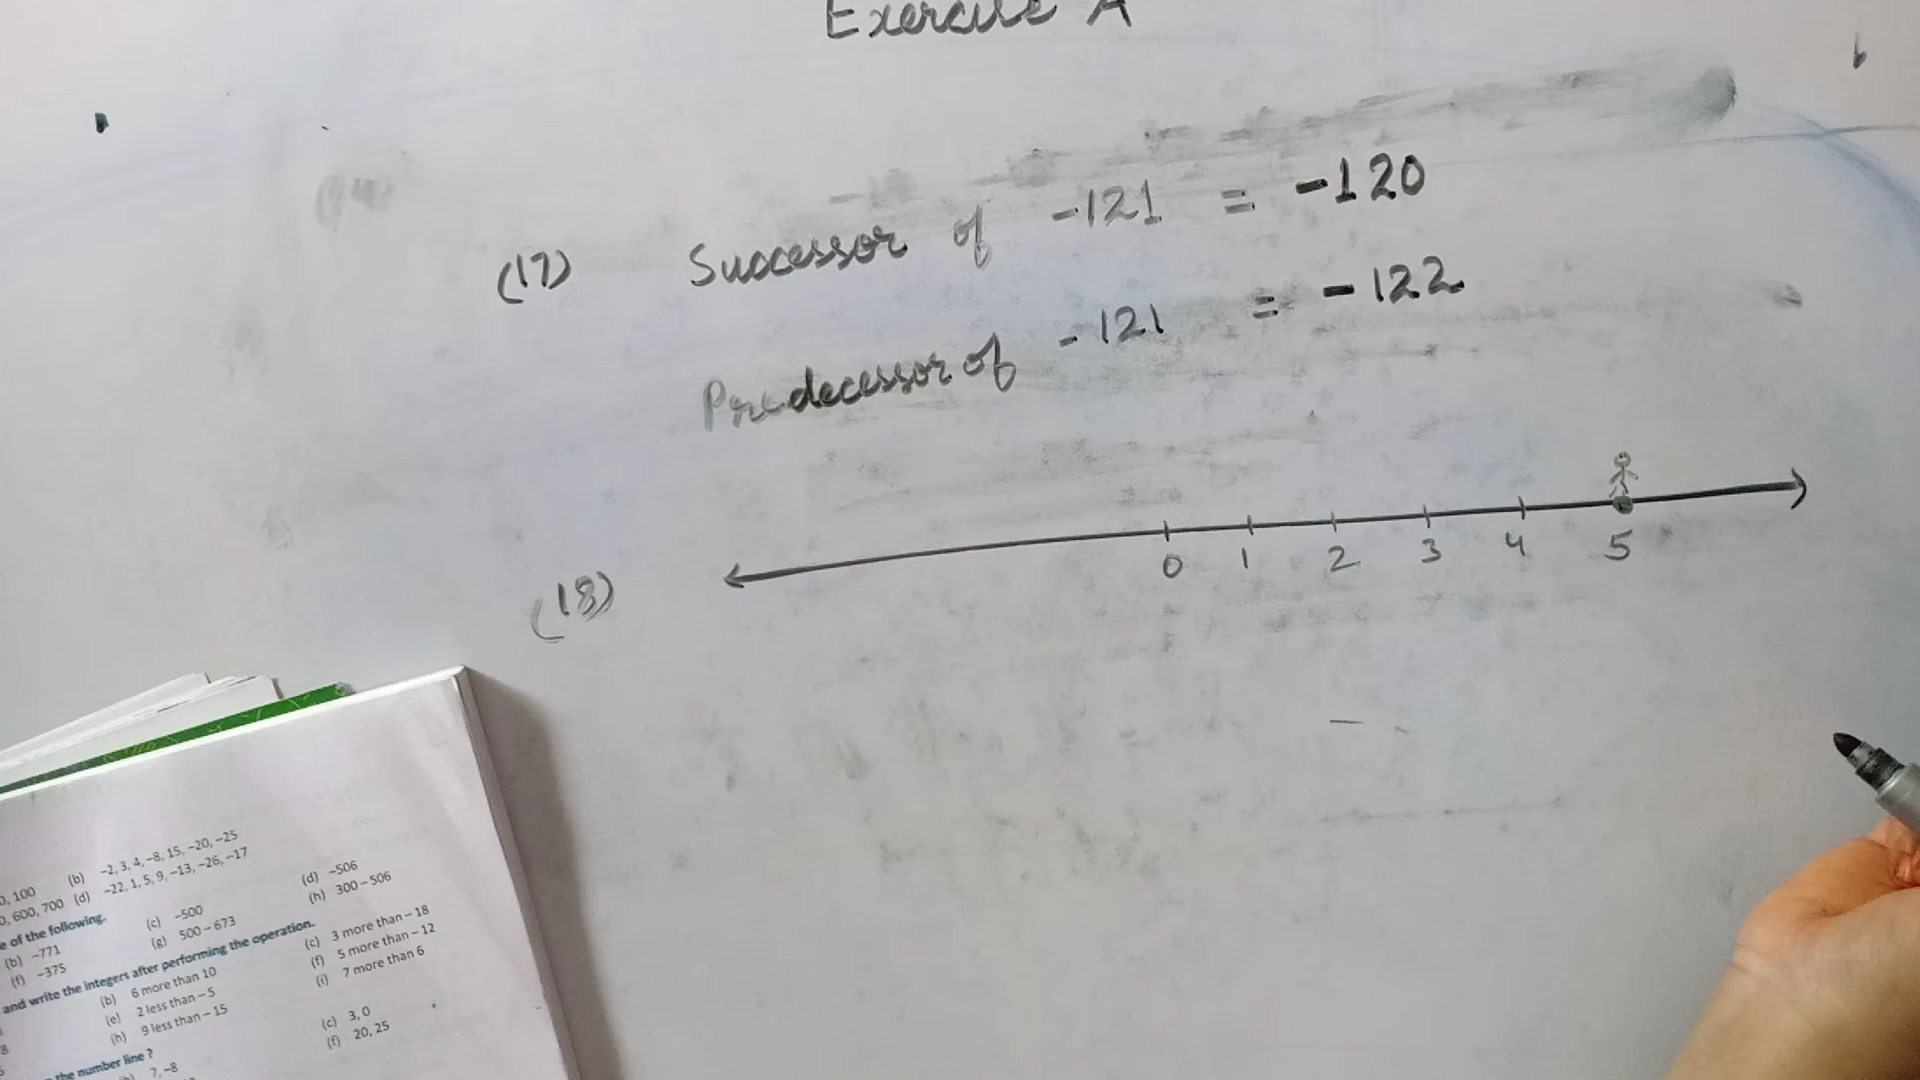 Exercise A
(17) Successor of -121 = -120
Predecessor of -121 = -122
(18)
0 1 2 3 4 5
0, 100 (b) -2, 3, 4, -8, 15, -20, -25
0, 600, 700 (d) -22, 1, 5, 9, -13, -26, -17
of the following.
(b) -771 (c) -500 (d) -506
(f) -375 (g) 500 – 673 (h) 300 – 506
and write the integers after performing the operation.
(b) 6 more than 10 (c) 3 more than – 18
(e) 2 less than – 5 (f) 5 more than – 12
(h) 9 less than – 15 (i) 7 more than 6
the number line ?
(c) 3, 0
7, -8 (f) 20, 25